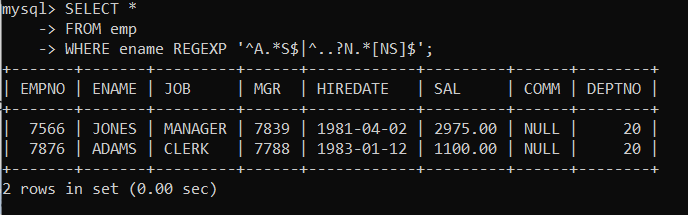 mysql> SELECT *
    -> FROM emp
    -> WHERE ename REGEXP '^A.*S$|^..?N.*[NS]$';
+-------+-------+---------+------+------------+---------+------+--------+
| EMPNO | ENAME | JOB     | MGR  | HIREDATE   | SAL     | COMM | DEPTNO |
+-------+-------+---------+------+------------+---------+------+--------+
|  7566 | JONES | MANAGER | 7839 | 1981-04-02 | 2975.00 | NULL |     20 |
|  7876 | ADAMS | CLERK   | 7788 | 1983-01-12 | 1100.00 | NULL |     20 |
+-------+-------+---------+------+------------+---------+------+--------+
2 rows in set (0.00 sec)